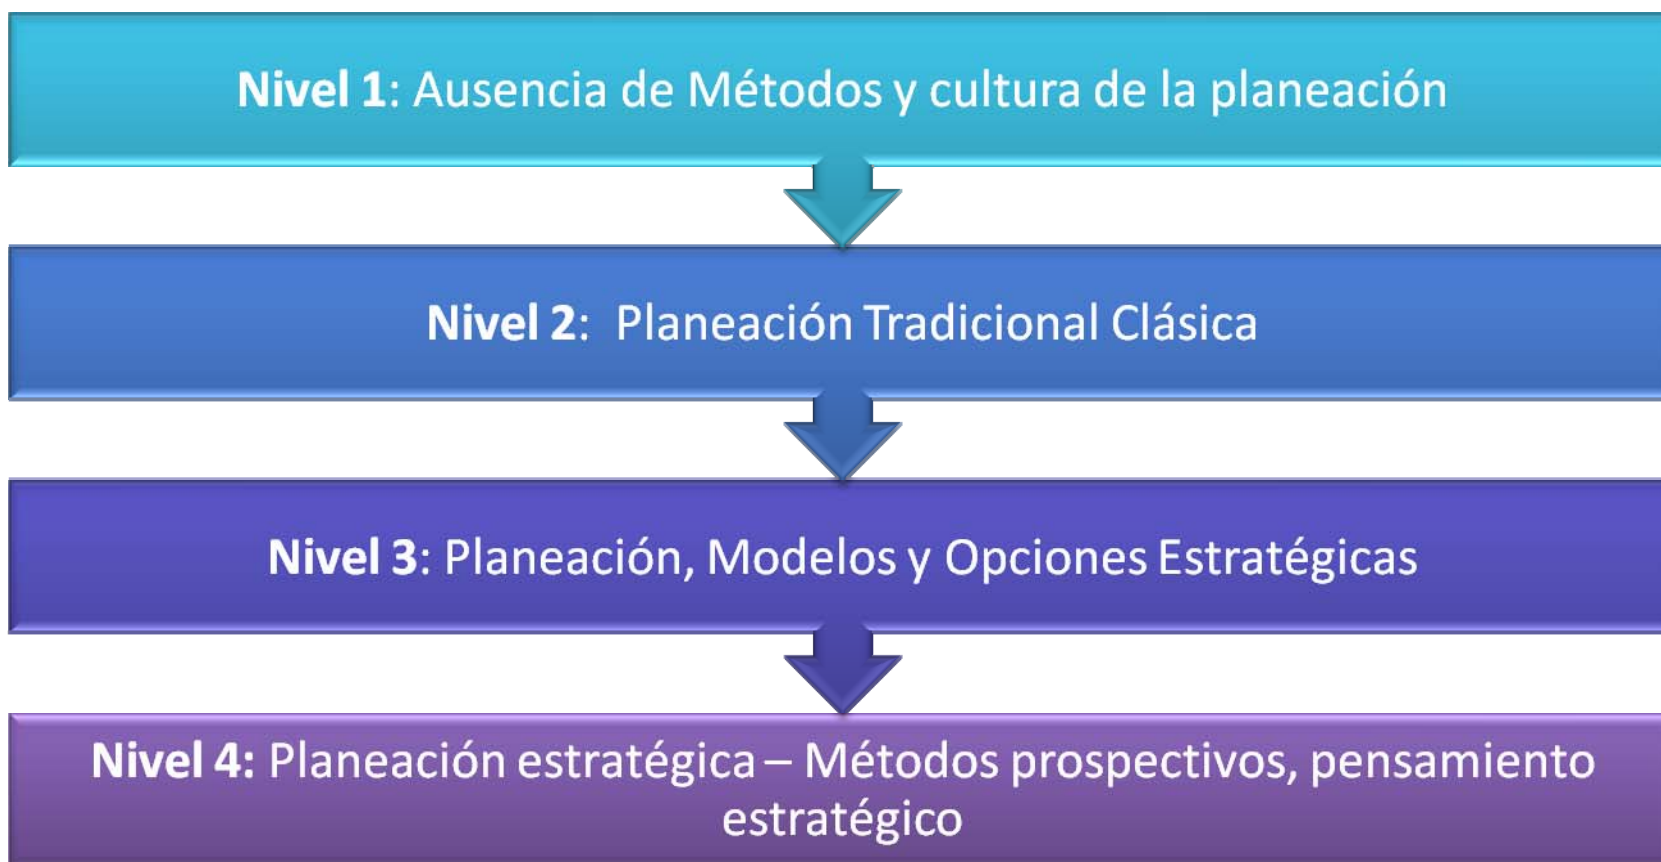 Nivel 1: Ausencia de Métodos y cultura de la planeación
Nivel 2:  Planeación Tradicional Clásica
Nivel 3: Planeación, Modelos y Opciones Estratégicas
Nivel 4: Planeación estratégica – Métodos prospectivos, pensamiento
estratégico